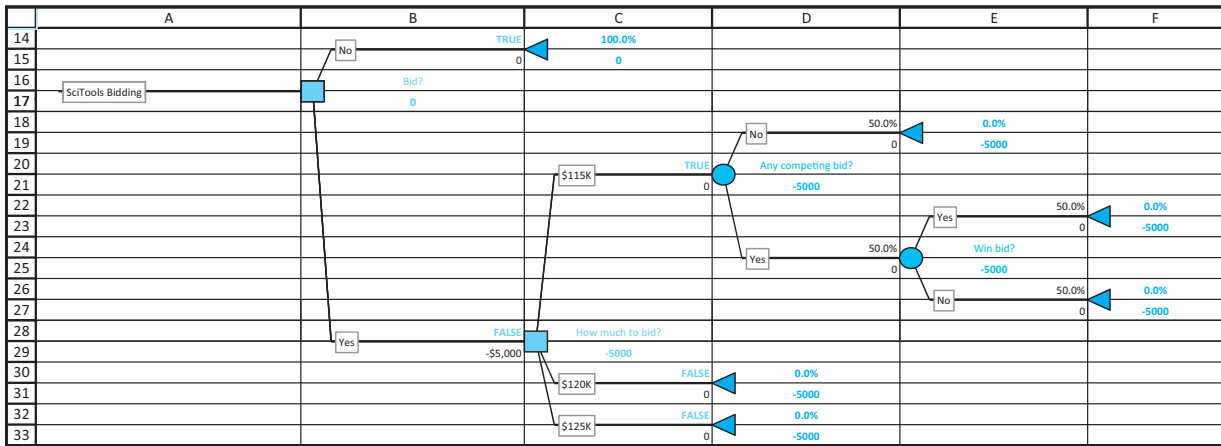 A B C D E F
14 TRUE 100.0%
No
15 0 0
16 Bid?
SciTools Bidding
17 0
18 50.0% 0.0%
No
19 0 -5000
20 TRUE Any competing bid?
$115K
21 0 -5000
22 50.0% 0.0%
Yes
23 0 -5000
24 50.0% Win bid?
Yes
25 0 -5000
26 50.0% 0.0%
No
27 0 -5000
28 FALSE How much to bid?
Yes
29 -$5,000 -5000
30 FALSE 0.0%
$120K
31 0 -5000
32 FALSE 0.0%
$125K
33 0 -5000